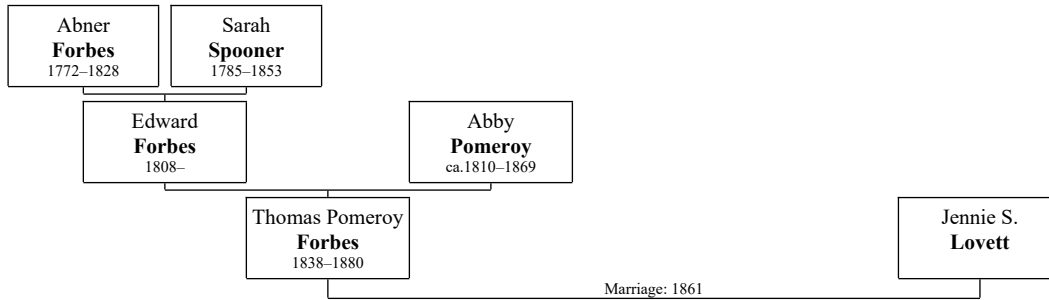 Abner
Forbes
1772–1828
Sarah
Spooner
1785–1853
Edward
Forbes
1808–
Abby
Pomeroy
ca.1810–1869
Thomas Pomeroy
Forbes
1838–1880
Jennie S.
Lovett
Marriage: 1861